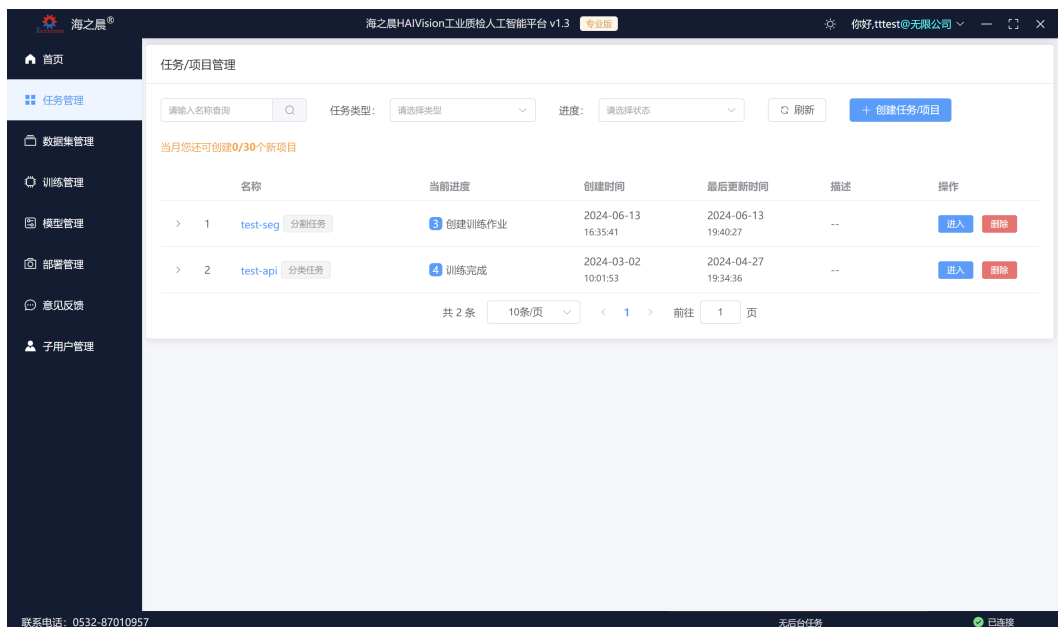 海之晨®
海之晨HAIVision工业质检人工智能平台 v1.3 专业版
你好,tttest@无限公司
首页
任务管理
数据集管理
训练管理
模型管理
部署管理
意见反馈
子用户管理
任务/项目管理
请输入名称查询 任务类型： 请选择类型 进度： 请选择状态 刷新 创建任务/项目
当月您还可创建0/30个新项目
名称 当前进度 创建时间 最后更新时间 描述 操作
1 test-seg 分割任务 3 创建训练作业 2024-06-13 2024-06-13 -- 进入 删除
16:35:41 19:40:27
2 test-api 分类任务 4 训练完成 2024-03-02 2024-04-27 -- 进入 删除
10:01:53 19:34:36
共 2 条 10条/页 1 前往 1 页
联系电话：0532-87010957 无后台任务 已连接